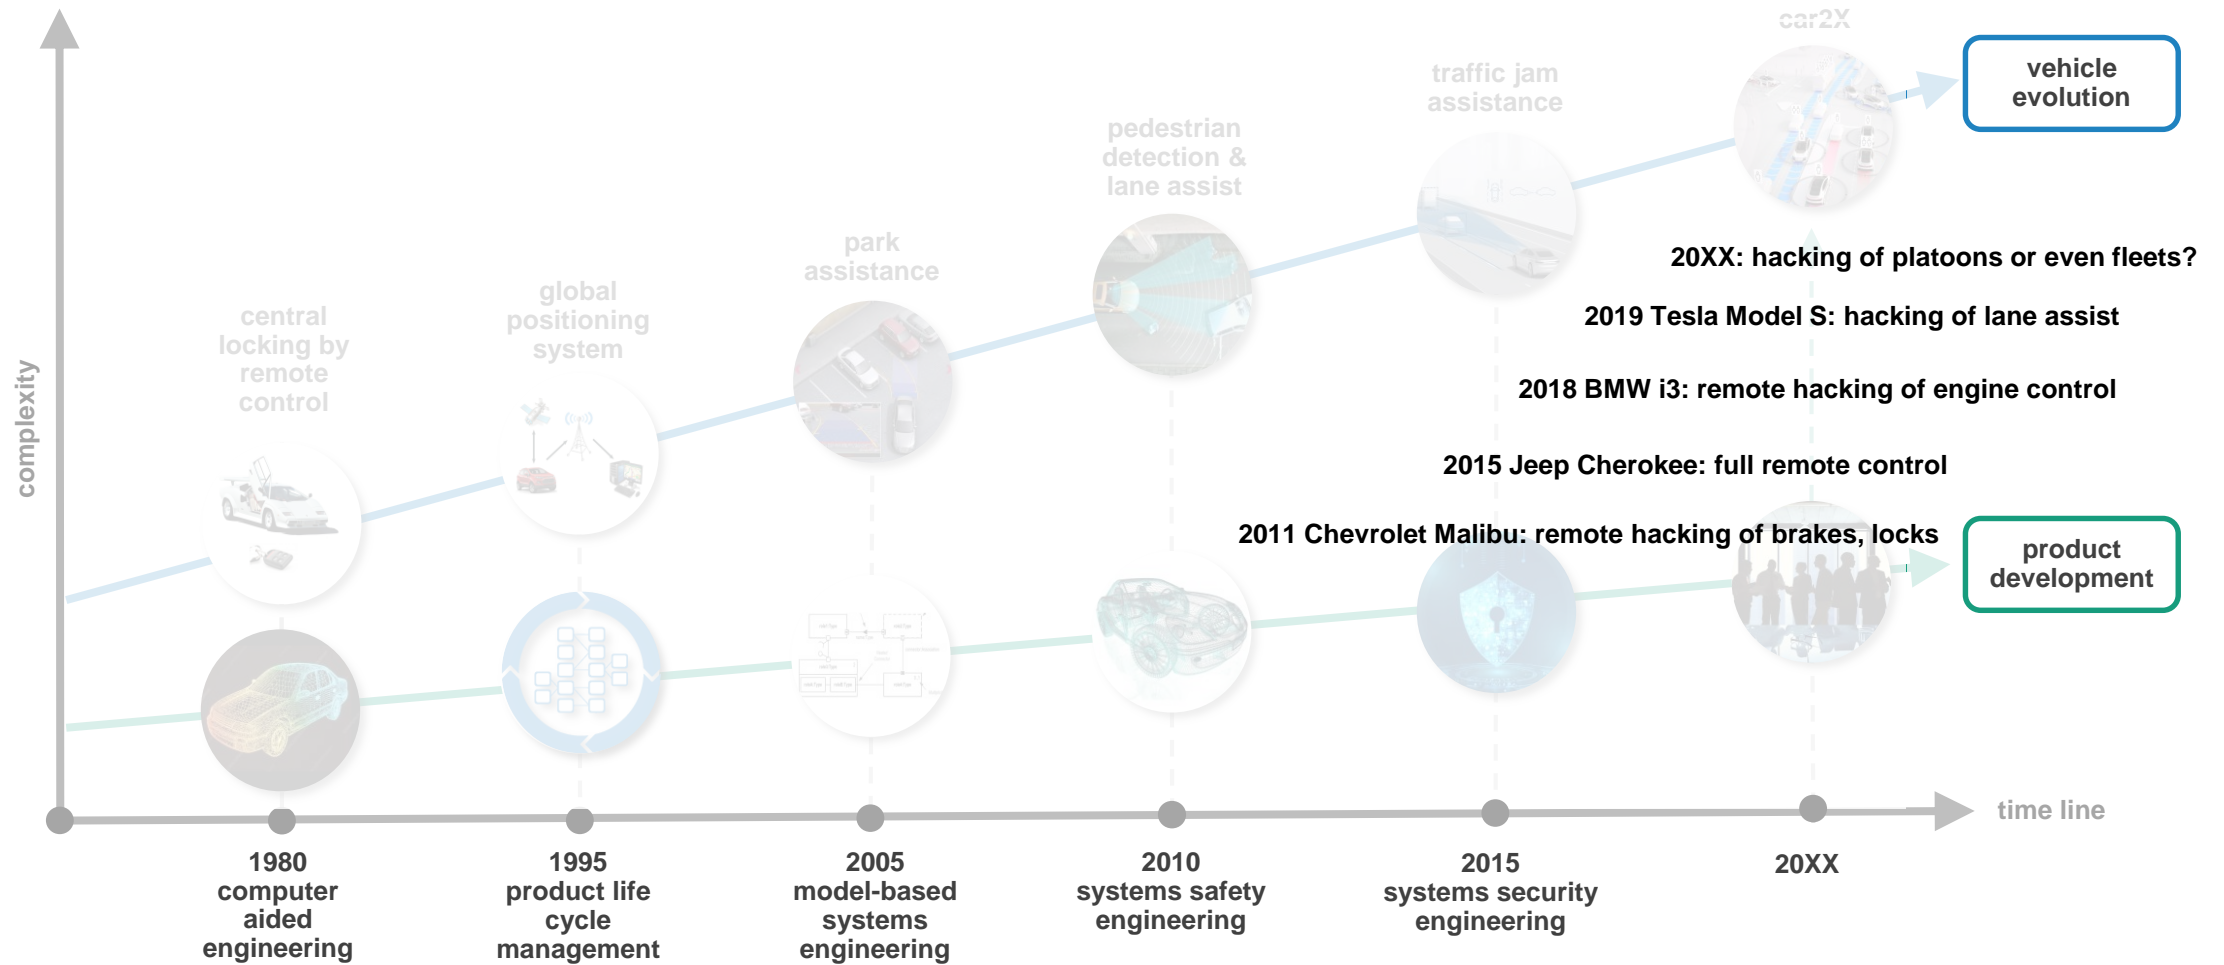 car2X
vehicle
evolution
traffic jam
assistance
pedestrian
detection &
lane assist
park
assistance
global
positioning
system
central
locking by
remote
control
complexity
20XX: hacking of platoons or even fleets?
2019 Tesla Model S: hacking of lane assist
2018 BMW i3: remote hacking of engine control
2015 Jeep Cherokee: full remote control
2011 Chevrolet Malibu: remote hacking of brakes, locks
product
development
time line
1980
computer
aided
engineering
1995
product life
cycle
management
2005
model-based
systems
engineering
2010
systems safety
engineering
2015
systems security
engineering
20XX